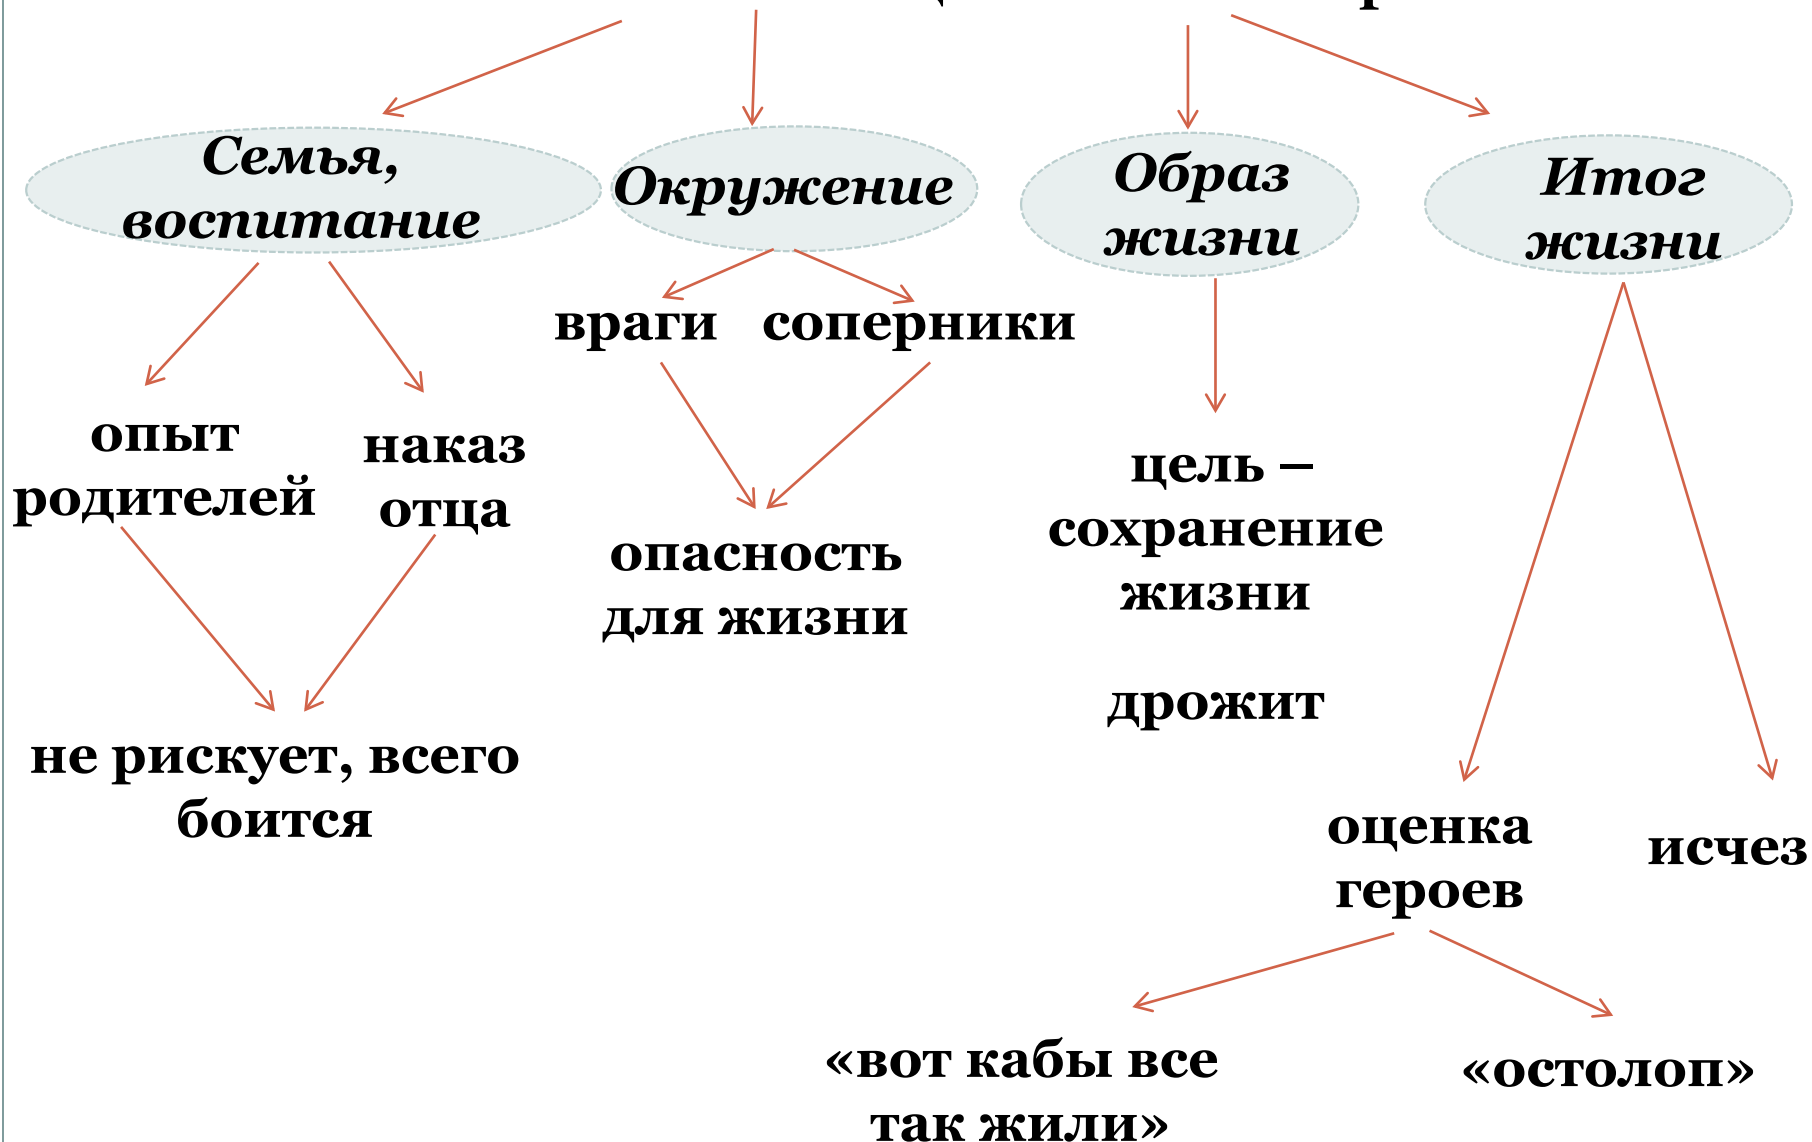 Семья,
воспитание
Окружение
Образ
жизни
Итог
жизни
враги
соперники
опыт
родителей
наказ
отца
опасность
для жизни
цель –
сохранение
жизни
дрожит
не рискует, всего
боится
оценка
героев
исчез
«вот кабы все
так жили»
«остолоп»